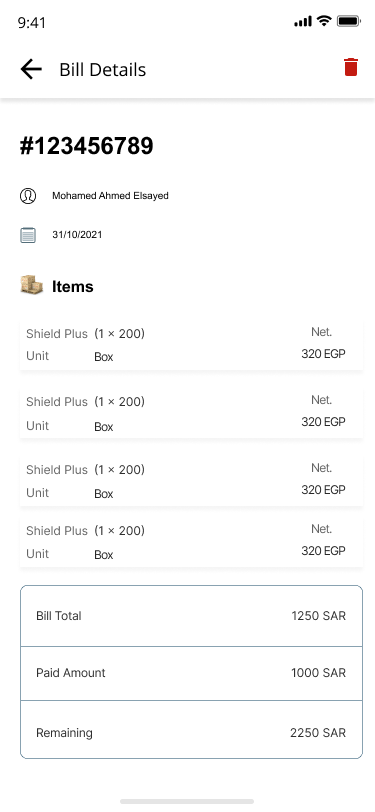 9:41
Bill Details
#123456789
Mohamed Ahmed Elsayed
31/10/2021
Items
Shield Plus (1 × 200) Net.
Unit Box 320 EGP
Shield Plus (1 × 200) Net.
Unit Box 320 EGP
Shield Plus (1 × 200) Net.
Unit Box 320 EGP
Shield Plus (1 × 200) Net.
Unit Box 320 EGP
Bill Total 1250 SAR
Paid Amount 1000 SAR
Remaining 2250 SAR